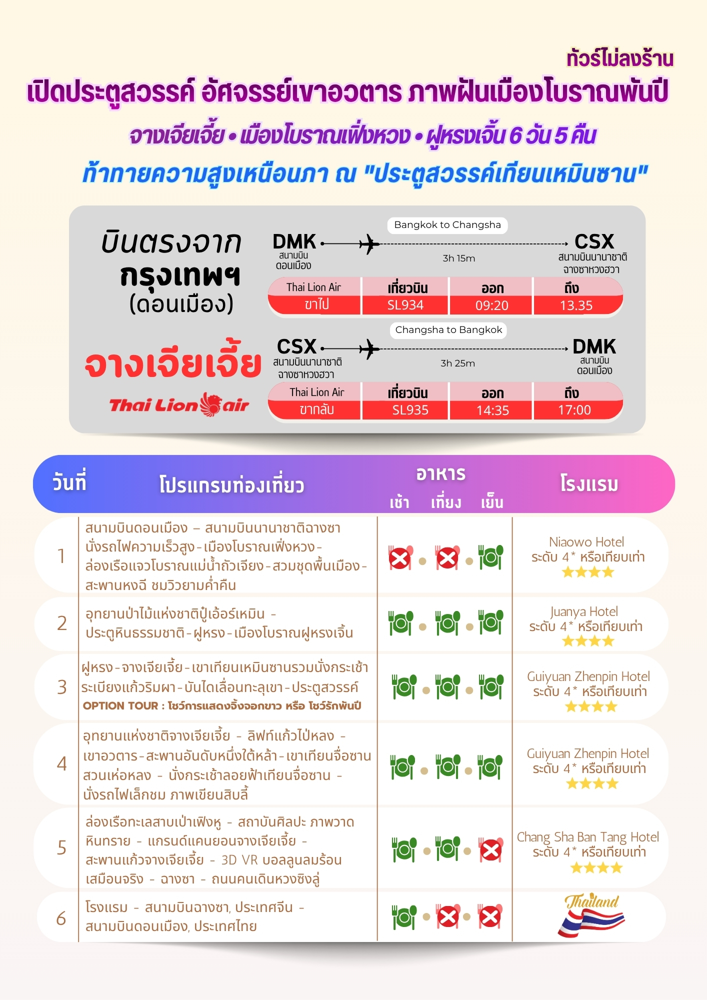 ทัวร์ไม่ลงร้าน
เปิดประตูสวรรค์ อัศจรรย์เขาอวตาร ภาพฝันเมืองโบราณพันปี
จางเจียเจี้ย • เมืองโบราณเฟิ่งหวง • ฝูหรงเจิ้น 6 วัน 5 คืน
ท้าทายความสูงเหนือนภา ณ "ประตูสวรรค์เทียนเหมินซาน"
บินตรงจาก
กรุงเทพฯ
(ดอนเมือง)
จางเจียเจี้ย
Thai Lion air
Bangkok to Changsha
DMK
CSX
สนามบิน
ดอนเมือง
3h 15m
สนามบินนานาชาติ
ฉางซาหวงฮวา
Thai Lion Air เที่ยวบิน ออก ถึง
ขาไป SL934 09:20 13.35
Changsha to Bangkok
CSX
DMK
สนามบินนานาชาติ
ฉางซาหวงฮวา
3h 25m
สนามบิน
ดอนเมือง
Thai Lion Air เที่ยวบิน ออก ถึง
ขากลับ SL935 14:35 17:00
วันที่ โปรแกรมท่องเที่ยว อาหาร โรงแรม
เช้า เที่ยง เย็น
1
สนามบินดอนเมือง – สนามบินนานาชาติฉางซา
นั่งรถไฟความเร็วสูง-เมืองโบราณเฟิ่งหวง-
ล่องเรือแจวโบราณแม่น้ำถัวเจียง-สวมชุดพื้นเมือง-
สะพานหงฉี ชมวิวยามค่ำคืน
Niaowo Hotel
ระดับ 4* หรือเทียบเท่า
2
อุทยานป่าไม้แห่งชาติปู๋เอ้อร์เหมิน -
ประตูหินธรรมชาติ-ฝูหรง-เมืองโบราณฝูหรงเจิ้น
Juanya Hotel
ระดับ 4* หรือเทียบเท่า
3
ฝูหรง-จางเจียเจี้ย-เขาเทียนเหมินซานรวมนั่งกระเช้า
ระเบียงแก้วริมผา-บันไดเลื่อนทะลุเขา-ประตูสวรรค์
OPTION TOUR : โชว์การแสดงจิ้งจอกขาว หรือ โชว์รักพันปี
Guiyuan Zhenpin Hotel
ระดับ 4* หรือเทียบเท่า
4
อุทยานแห่งชาติจางเจียเจี้ย - ลิฟท์แก้วไป่หลง -
เขาอวตาร-สะพานอันดับหนึ่งใต้หล้า-เขาเทียนจื่อซาน
สวนเห่อหลง - นั่งกระเช้าลอยฟ้าเทียนจื่อซาน -
นั่งรถไฟเล็กชม ภาพเขียนสิบลี้
Guiyuan Zhenpin Hotel
ระดับ 4* หรือเทียบเท่า
5
ล่องเรือทะเลสาบเป่าเฟิงหู - สถาบันศิลปะ ภาพวาด
หินทราย - แกรนด์แคนยอนจางเจียเจี้ย -
สะพานแก้วจางเจียเจี้ย - 3D VR บอลลูนลมร้อน
เสมือนจริง - ฉางซา - ถนนคนเดินหวงซิงลู่
Chang Sha Ban Tang Hotel
ระดับ 4* หรือเทียบเท่า
6
โรงแรม - สนามบินฉางซา, ประเทศจีน -
สนามบินดอนเมือง, ประเทศไทย
Thailand